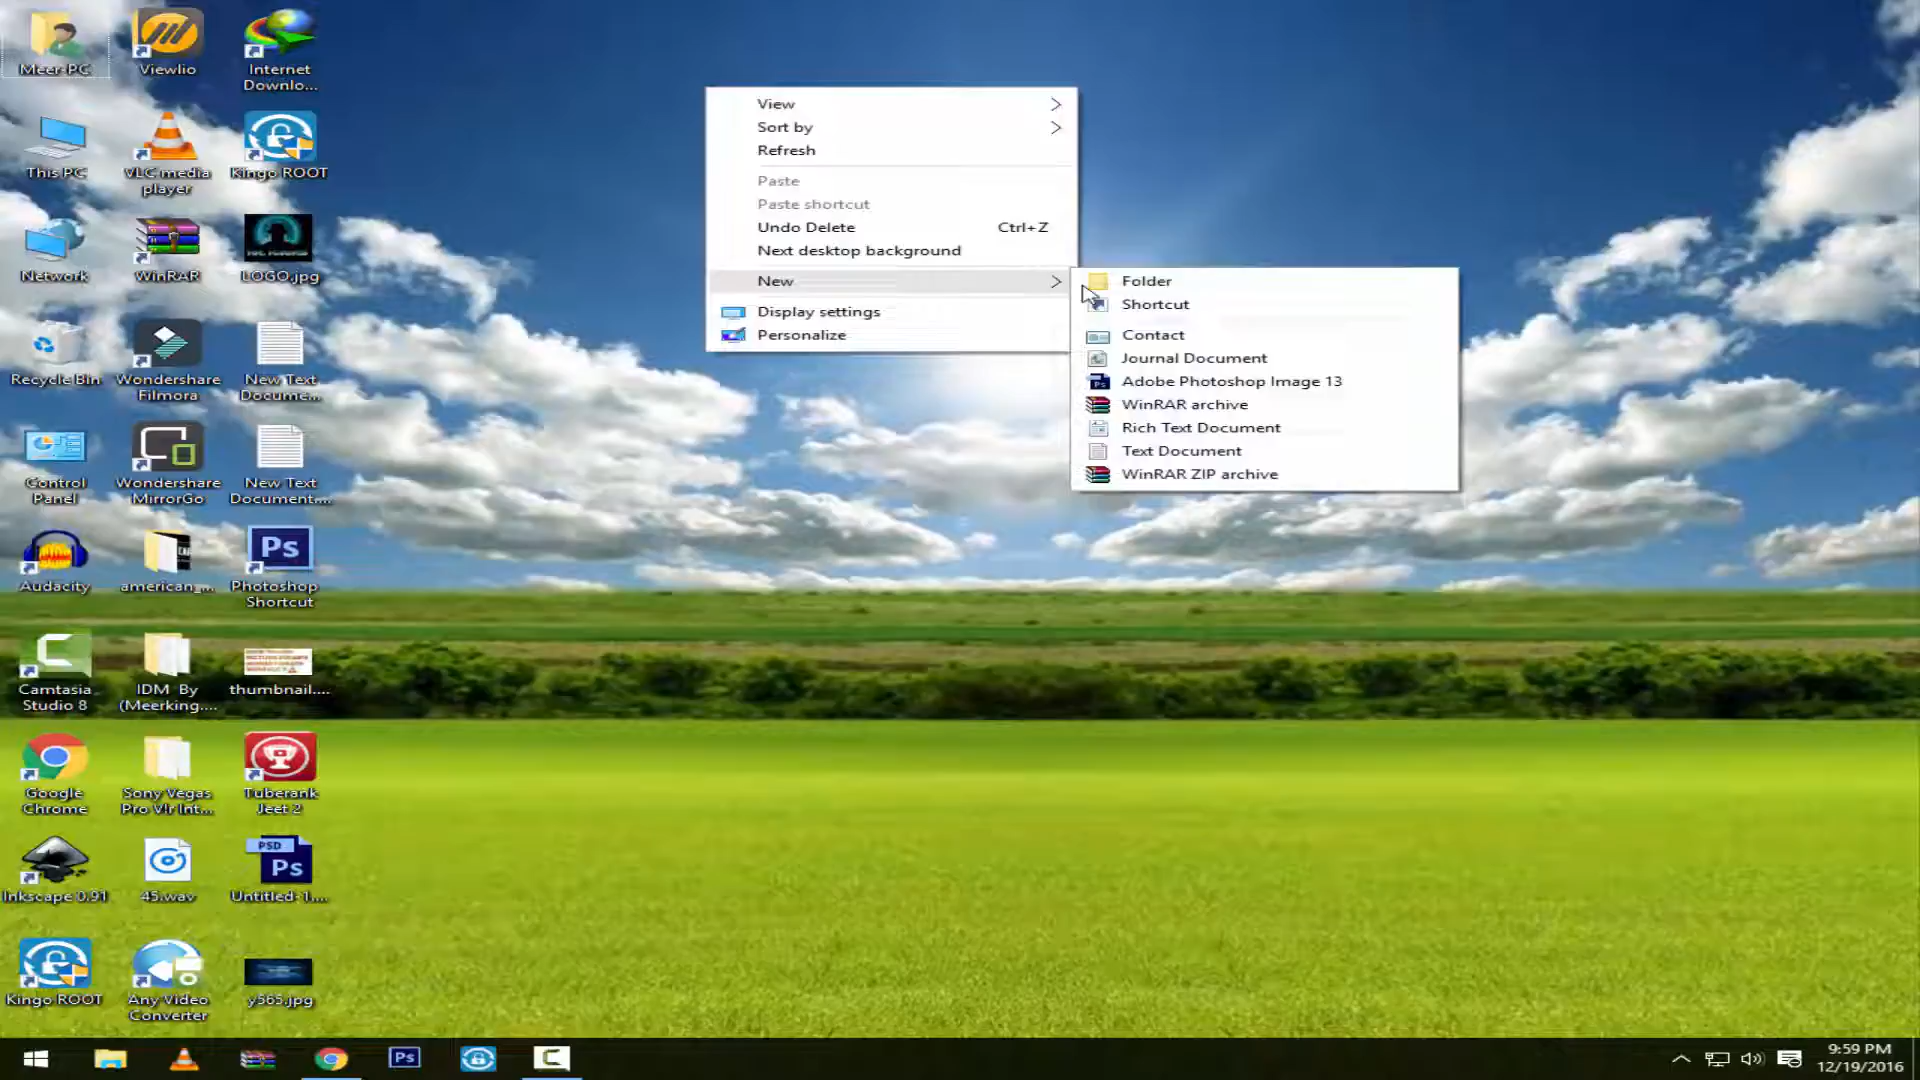 Meer-PC
Viewlio
Internet
Downlo...
This PC
VLC media
player
Kingo ROOT
Network
WinRAR
LOGO.jpg
Recycle Bin
Wondershare
Filmora
New Text
Docume...
Control
Panel
Wondershare
MirrorGo
New Text
Document....
Audacity
american_...
Ps
Photoshop
Shortcut
Camtasia
Studio 8
IDM By
(Meerking....
thumbnail....
Google
Chrome
Sony Vegas
Pro Vlr Int...
Tuberank
Jeet 2
Inkscape 0.91
45.wav
PSD
Ps
Untitled-1....
Kingo ROOT
Any Video
Converter
y565.jpg
View
Sort by
Refresh
Paste
Paste shortcut
Undo Delete Ctrl+Z
Next desktop background
New
Display settings
Personalize
Folder
Shortcut
Contact
Journal Document
Adobe Photoshop Image 13
WinRAR archive
Rich Text Document
Text Document
WinRAR ZIP archive
Ps
9:59 PM
12/19/2016